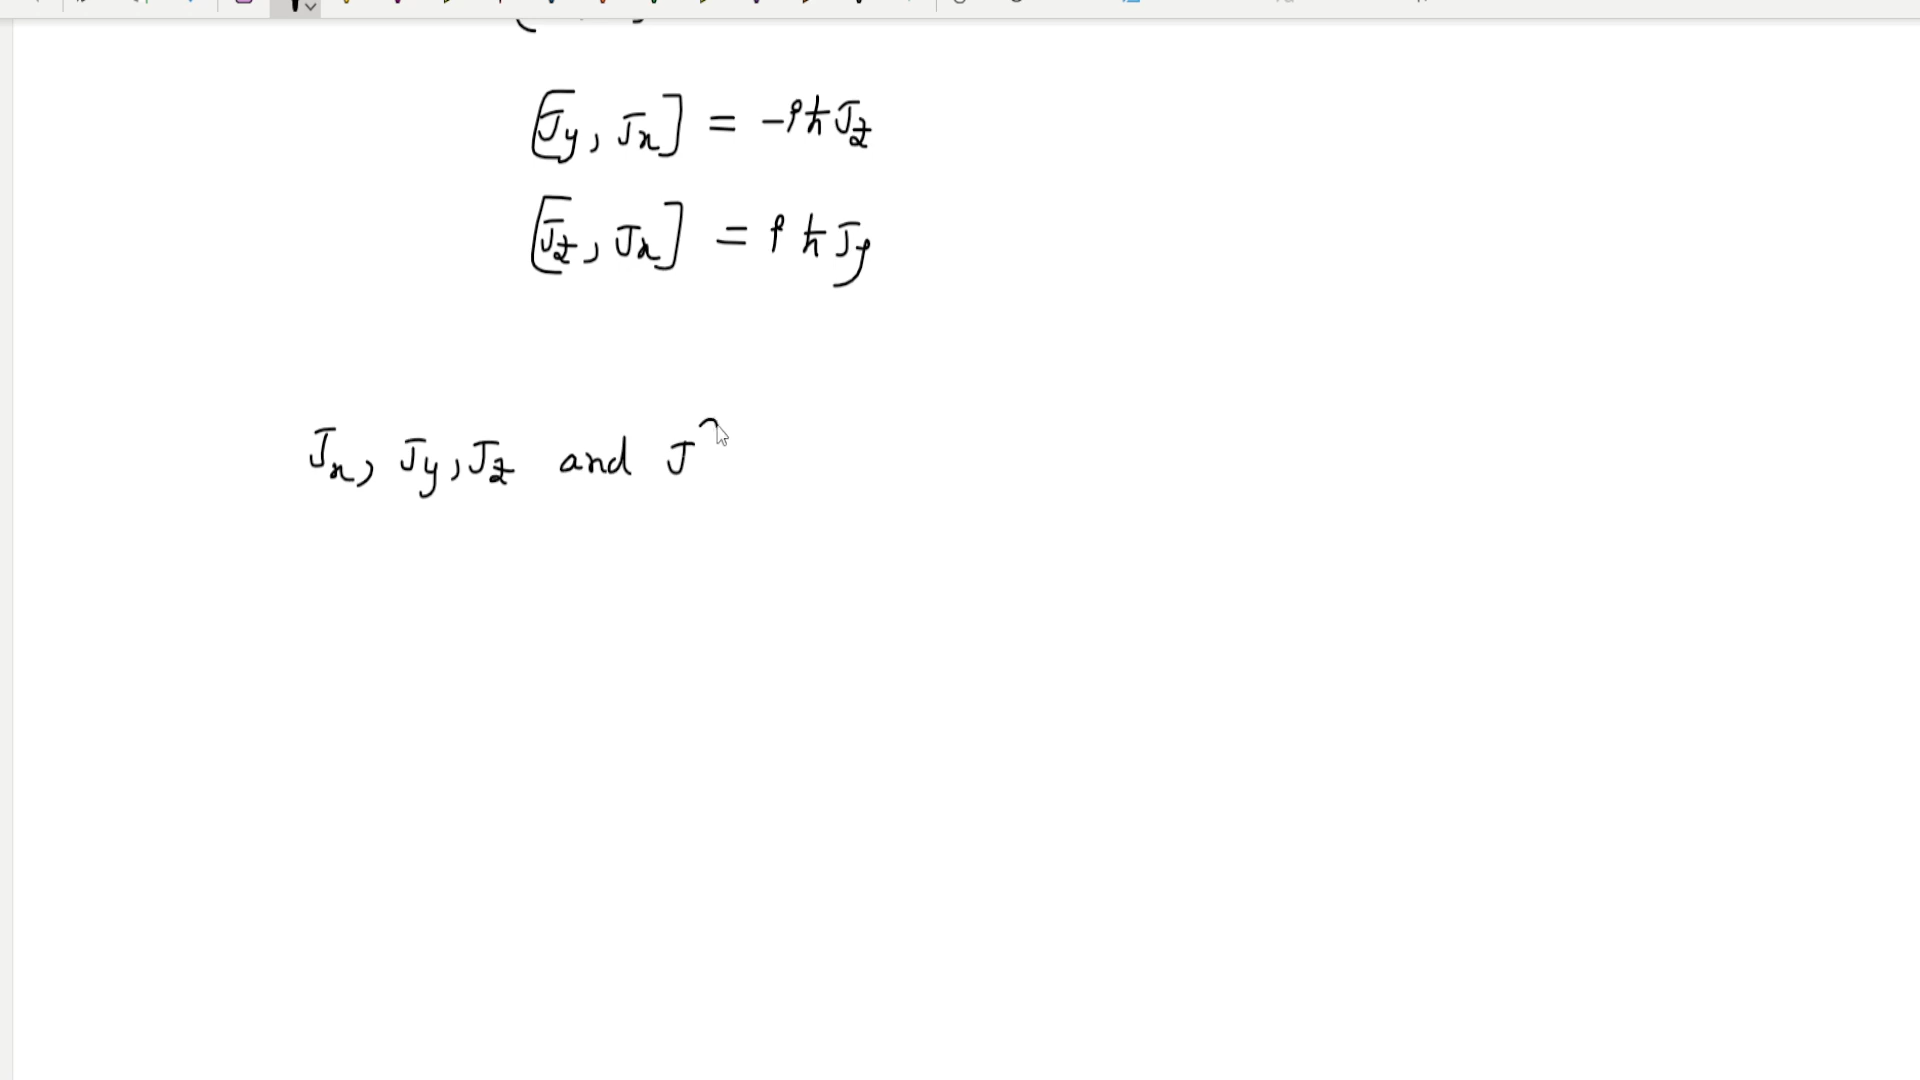 [Jy, Jx] = -iħJz
[Jz, Jx] = iħJy
Jx, Jy, Jz and J